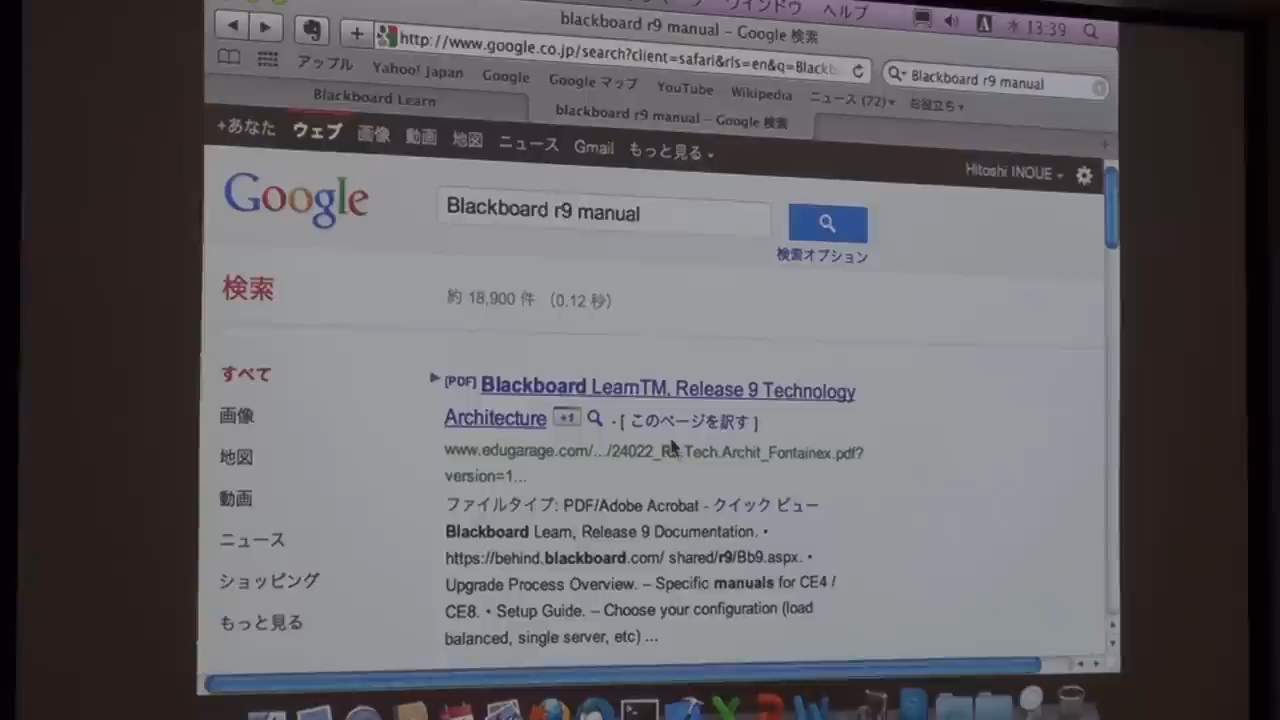 ウインドウ ヘルプ
水 13:39
blackboard r9 manual – Google 検索
http://www.google.co.jp/search?client=safari&rls=en&q=Blackb
Blackboard r9 manual
アップル Yahoo! Japan Google Google マップ YouTube Wikipedia ニュース (72)▾ お役立ち▾
Blackboard Learn
blackboard r9 manual – Google 検索
+あなた ウェブ 画像 動画 地図 ニュース Gmail もっと見る
Hitoshi INOUE
Google
Blackboard r9 manual
検索オプション
検索
約 18,900 件 （0.12 秒）
すべて
画像
地図
動画
ニュース
ショッピング
もっと見る
[PDF] Blackboard LearnTM, Release 9 Technology
Architecture +1 - [ このページを訳す ]
www.edugarage.com/.../24022_R Tech.Archit_Fontainex.pdf?
version=1...
ファイルタイプ: PDF/Adobe Acrobat - クイック ビュー
Blackboard Learn, Release 9 Documentation. •
https://behind.blackboard.com/ shared/r9/Bb9.aspx. •
Upgrade Process Overview. – Specific manuals for CE4 /
CE8. • Setup Guide. – Choose your configuration (load
balanced, single server, etc) ...